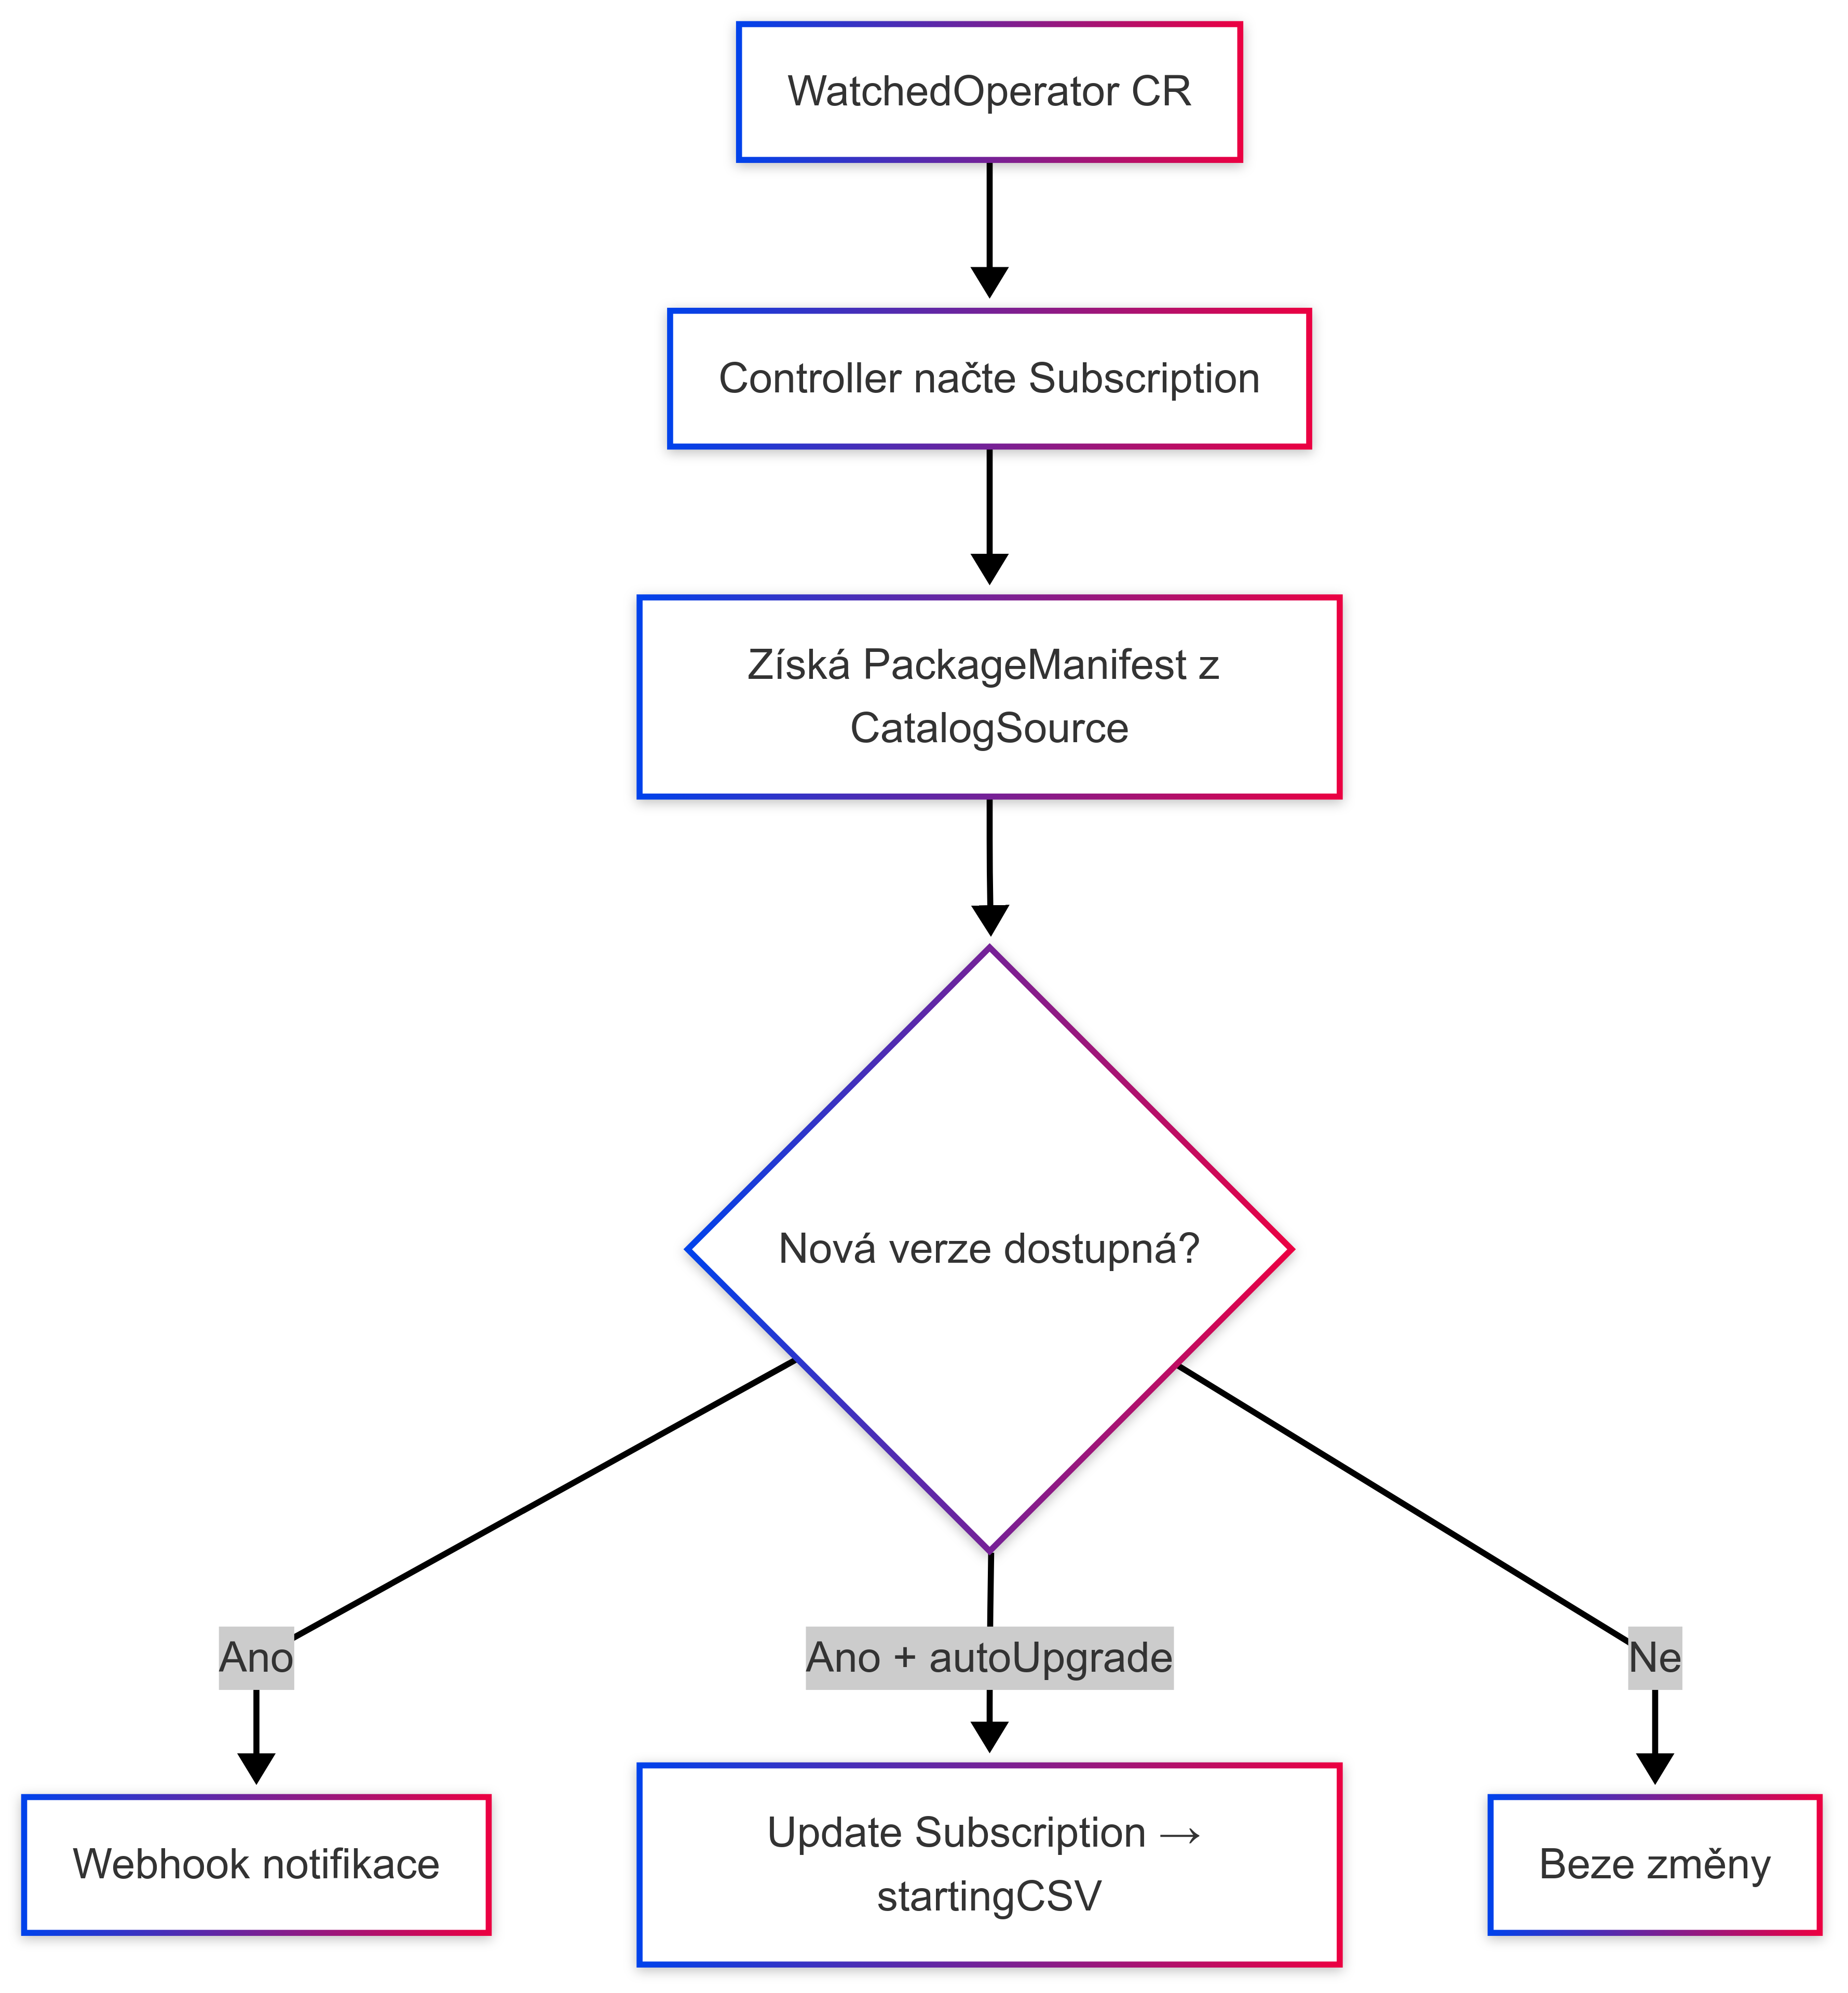 WatchedOperator CR
Controller načte Subscription
Získá PackageManifest z
CatalogSource
Nová verze dostupná?
Ano
Ano + autoUpgrade
Ne
Webhook notifikace
Update Subscription →
startingCSV
Beze změny